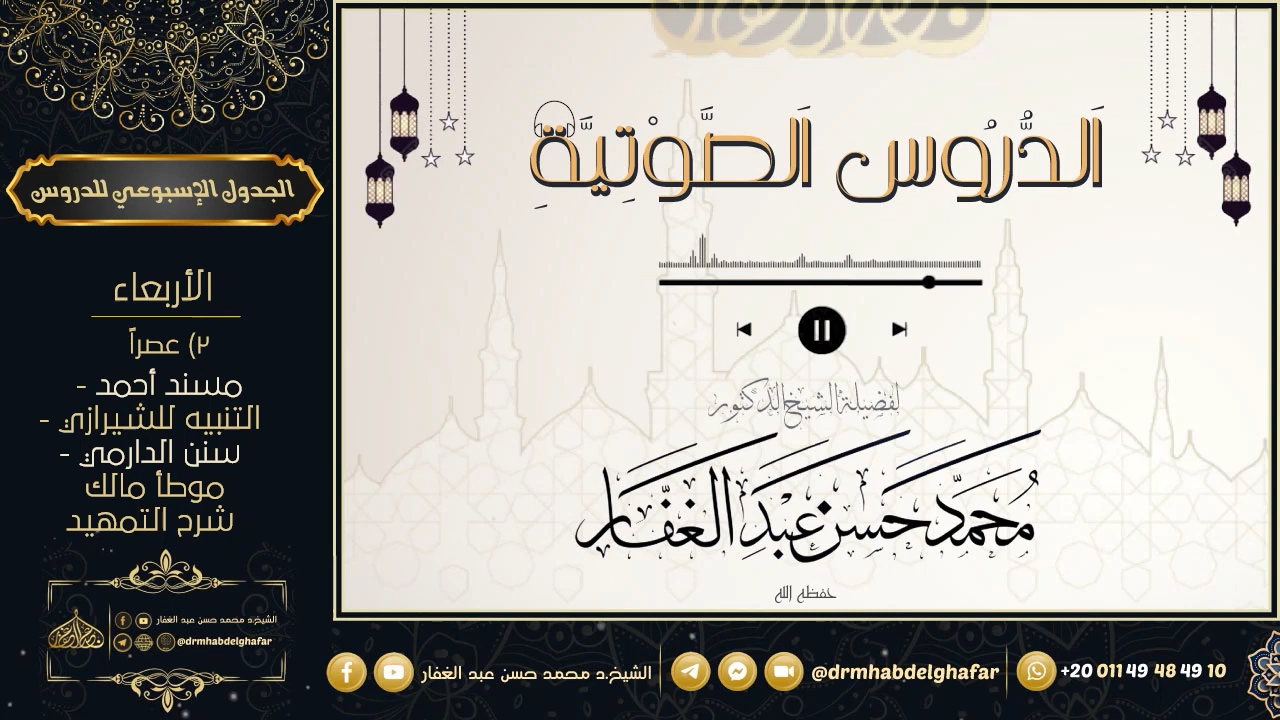 الدُّرُوس الصَّوْتِيَّة
لفضيلة الشيخ الدكتور
مُحَمَّد حَسَن عَبْد الغَفَّار
حفظه الله
الجدول الإسبوعي للدروس
الأربعاء
٢) عصراً
مسند أحمد -
التنبيه للشيرازي -
سنن الدارمي -
موطأ مالك
شرح التمهيد
الشيخ.د محمد حسن عبد الغفار
@drmhabdelghafar
الشيخ.د محمد حسن عبد الغفار
@drmhabdelghafar
+20 011 49 48 49 10